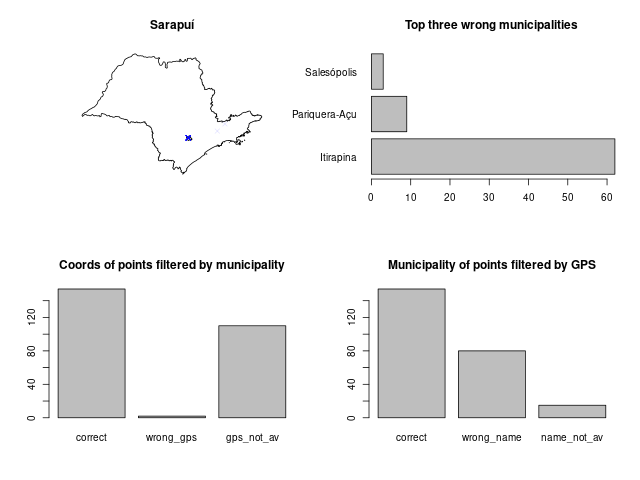 Sarapuí
Top three wrong municipalities
Salesópolis
Pariquera-Açu
Itirapina
0 10 20 30 40 50 60
Coords of points filtered by municipality
0 40 80 120
correct wrong_gps gps_not_av
Municipality of points filtered by GPS
0 40 80 120
correct wrong_name name_not_av